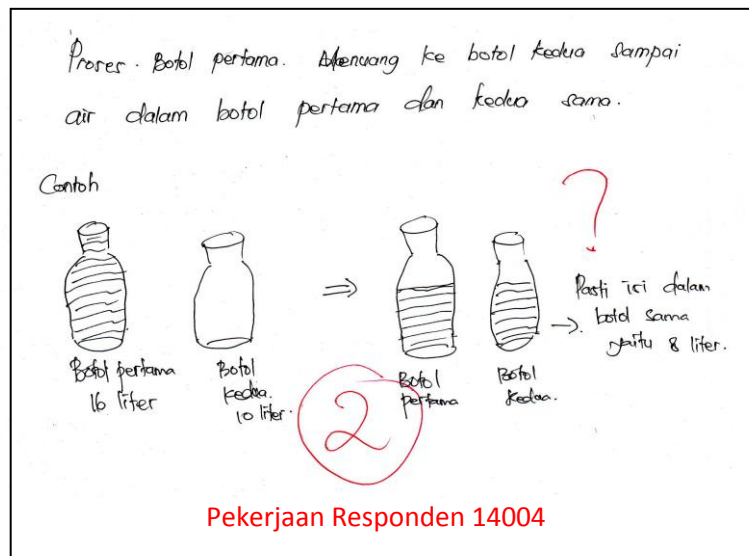 Proses. Botol pertama. Menuang ke botol kedua sampai
air dalam botol pertama dan kedua sama.
Contoh
?
Botol pertama
16 liter
Botol
kedua.
10 liter.
⇒
Botol
pertama
Botol
kedua.
→ Pasti isi dalam
botol sama
yaitu 8 liter.
2
Pekerjaan Responden 14004